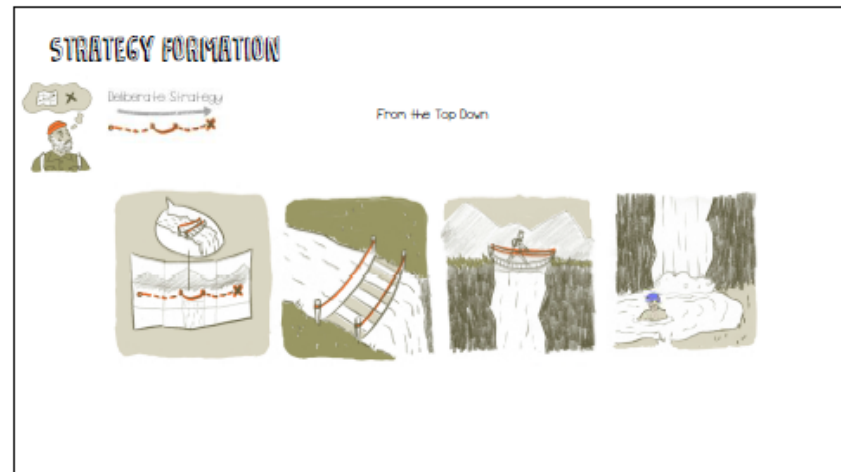 STRATEGY FORMATION
Deliberate Strategy
From the Top Down